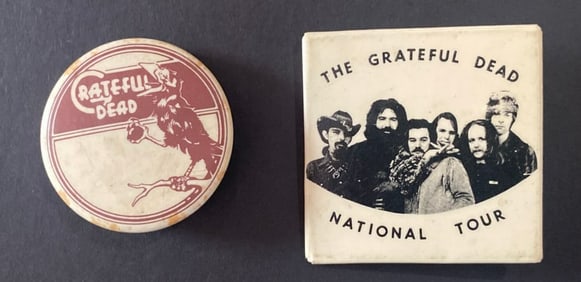 GRATEFUL
DEAD
THE GRATEFUL DEAD
NATIONAL TOUR